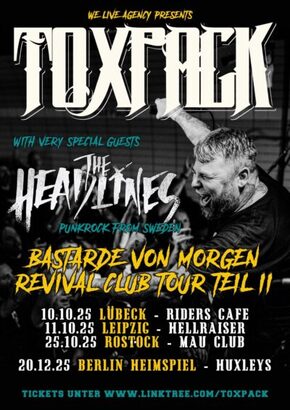 WE LIVE AGENCY PRESENTS
TOXPACK
WITH VERY SPECIAL GUESTS
THE
HEADLINES
PUNKROCK FROM SWEDEN
BASTARDE VON MORGEN
REVIVAL CLUB TOUR TEIL II
10.10.25 LÜBECK - RIDERS CAFE
11.10.25 LEIPZIG - HELLRAISER
25.10.25 ROSTOCK - MAU CLUB
20.12.25 BERLIN HEIMSPIEL - HUXLEYS
TICKETS UNTER WWW.LINKTREE.COM/TOXPACK